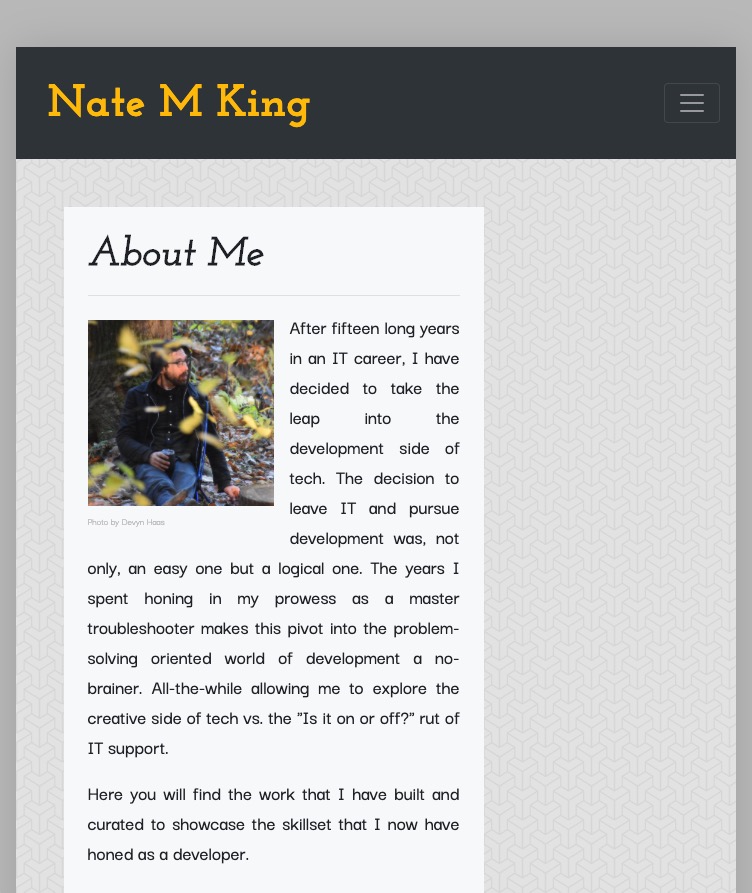 Nate M King
About Me
After fifteen long years
in an IT career, I have
decided to take the
leap into the
development side of
tech. The decision to
leave IT and pursue
development was, not
Photo by Devyn Haas
only, an easy one but a logical one. The years I
spent honing in my prowess as a master
troubleshooter makes this pivot into the problem-
solving oriented world of development a no-
brainer. All-the-while allowing me to explore the
creative side of tech vs. the "Is it on or off?" rut of
IT support.
Here you will find the work that I have built and
curated to showcase the skillset that I now have
honed as a developer.